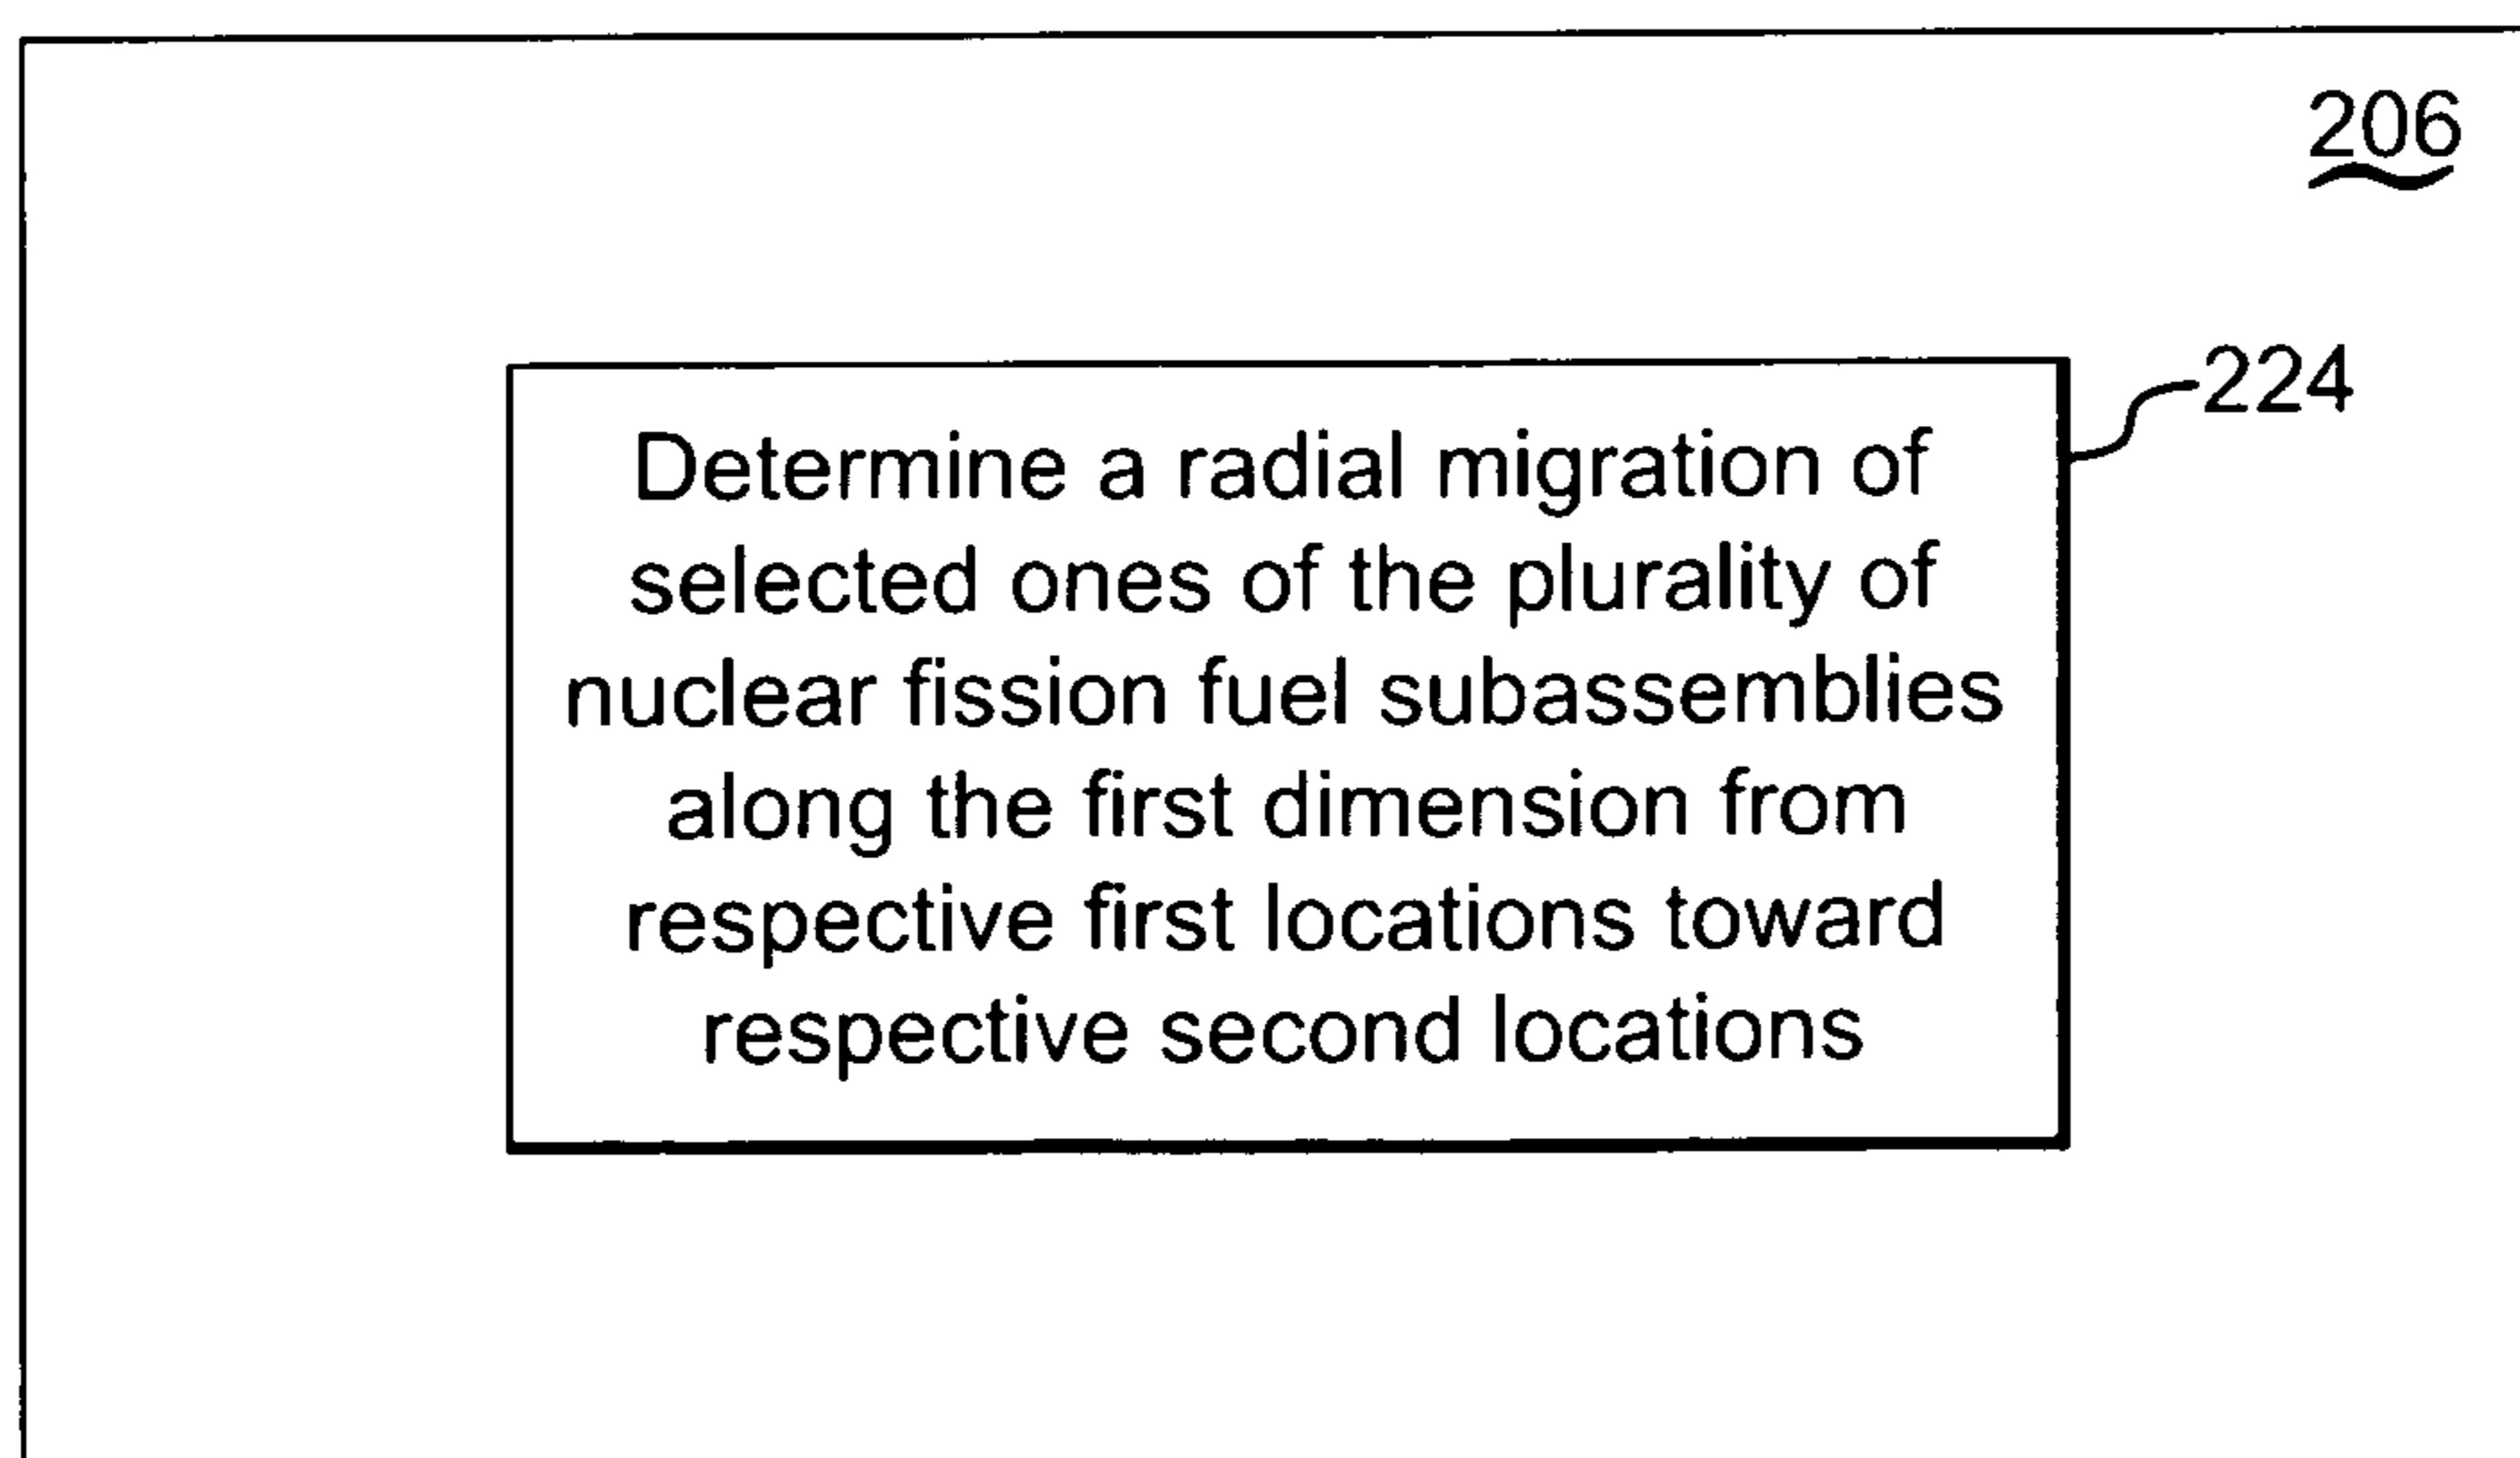 206
224
Determine a radial migration of
selected ones of the plurality of
nuclear fission fuel subassemblies
along the first dimension from
respective first locations toward
respective second locations